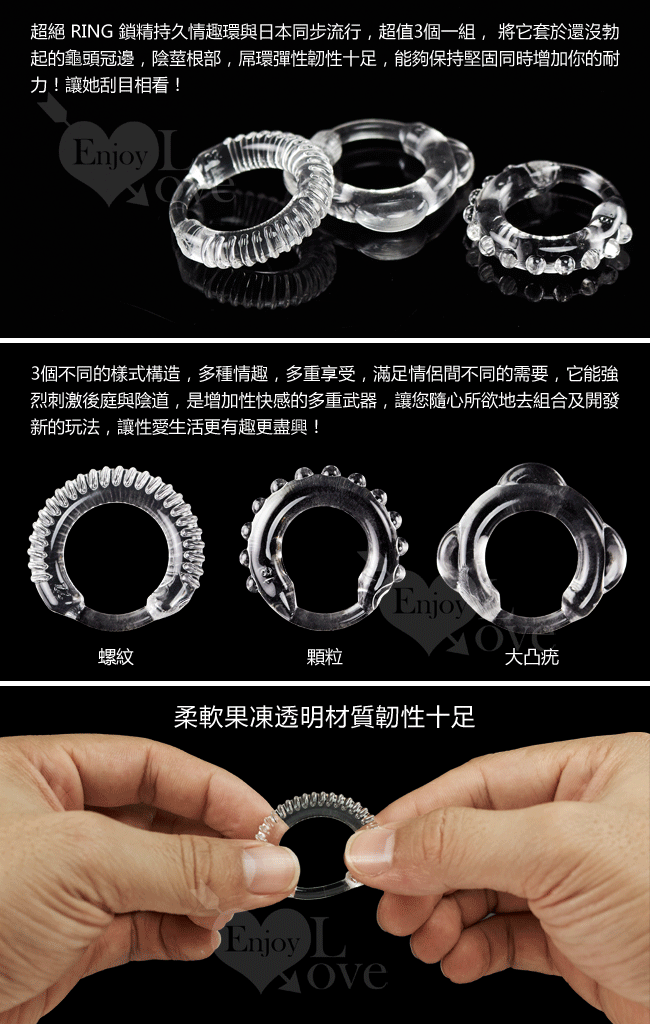 超絕 RING 鎖精持久情趣環與日本同步流行，超值3個一組， 將它套於還沒勃
起的龜頭冠邊，陰莖根部，屌環彈性韌性十足，能夠保持堅固同時增加你的耐
力！讓她刮目相看！
Enjoy Love
3個不同的樣式構造，多種情趣，多重享受，滿足情侶間不同的需要，它能強
烈刺激後庭與陰道，是增加性快感的多重武器，讓您隨心所欲地去組合及開發
新的玩法，讓性愛生活更有趣更盡興！
Enjoy Love
螺紋
顆粒
大凸疣
柔軟果凍透明材質韌性十足
Enjoy Love